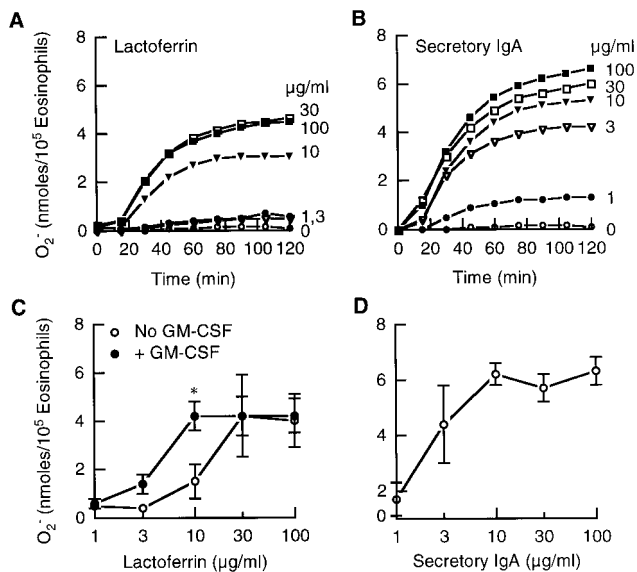 A
Lactoferrin
O₂⁻ (nmoles/10⁵ Eosinophils)
8
6
4
2
0
µg/ml
30
100
10
1,3
0
0 20 40 60 80 100 120
Time (min)
B
Secretory IgA
8
6
4
2
0
µg/ml
100
30
10
3
1
0
0 20 40 60 80 100 120
Time (min)
C
No GM-CSF
+ GM-CSF
O₂⁻ (nmoles/10⁵ Eosinophils)
8
6
4
2
0
*
1 3 10 30 100
Lactoferrin (µg/ml)
D
8
6
4
2
0
1 3 10 30 100
Secretory IgA (µg/ml)